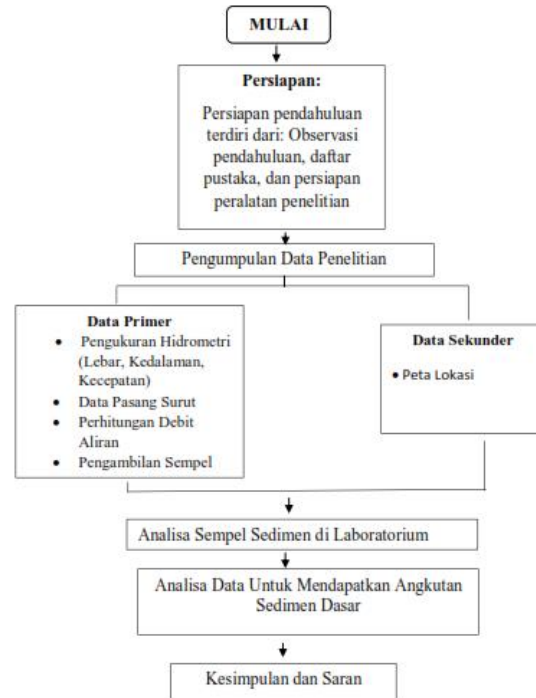 MULAI
Persiapan:
Persiapan pendahuluan
terdiri dari: Observasi
pendahuluan, daftar
pustaka, dan persiapan
peralatan penelitian
Pengumpulan Data Penelitian
Data Primer
• Pengukuran Hidrometri
(Lebar, Kedalaman,
Kecepatan)
• Data Pasang Surut
• Perhitungan Debit
Aliran
• Pengambilan Sempel
Data Sekunder
• Peta Lokasi
Analisa Sempel Sedimen di Laboratorium
Analisa Data Untuk Mendapatkan Angkutan
Sedimen Dasar
Kesimpulan dan Saran